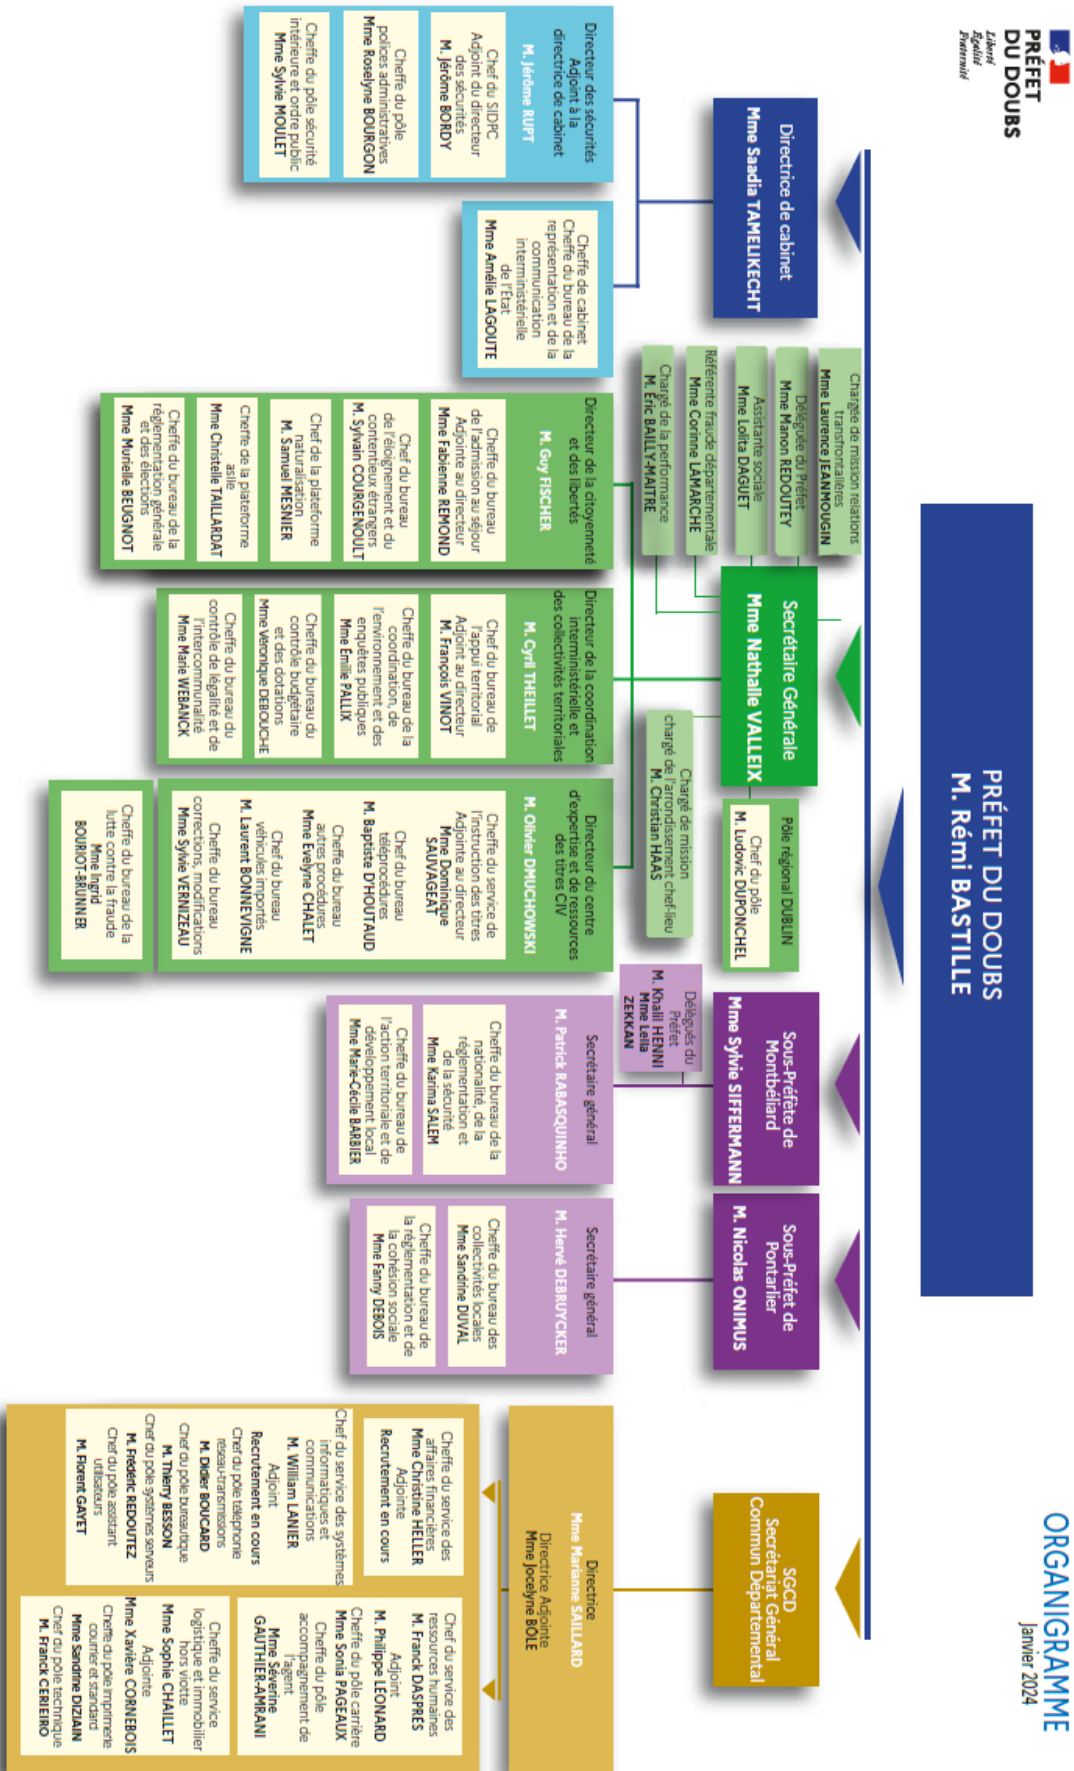 PRÉFET
DU DOUBS
Liberté
Égalité
Fraternité
ORGANIGRAMME
Janvier 2024
PRÉFET DU DOUBS
M. Rémi BASTILLE
Directrice de cabinet
Mme Saadia TAMELIKECHT
Directeur des sécurités
Adjoint à la
directrice de cabinet
M. Jérôme RUPT
Chef du SIDPC
Adjoint du directeur
des sécurités
M. Jérôme BORDY
Cheffe du pôle
polices administratives
Mme Roselyne BOURGON
Cheffe du pôle sécurité
intérieure et ordre public
Mme Sylvie MOULET
Cheffe de cabinet
Cheffe du bureau de la
représentation et de la
communication
interministérielle
de l'État
Mme Amélie LAGOUTE
Chargée de mission relations
transfrontalières
Mme Laurence JEANMOUGIN
Déléguée du Préfet
Mme Manon REDOUTEY
Assistante sociale
Mme Lolita DAGUET
Référente fraude départementale
Mme Corinne LAMARCHE
Chargé de la performance
M. Éric BAILLY-MAITRE
Secrétaire Générale
Mme Nathalie VALLEIX
Pôle régional DUBLIN
Chef du pôle
M. Ludovic DUPONCHEL
Chargé de mission
chargé de l'arrondissement chef-lieu
M. Christian HAAS
Directeur de la citoyenneté
et des libertés
M. Guy FISCHER
Cheffe du bureau
de l'admission au séjour
Adjointe au directeur
Mme Fabienne REMOND
Chef du bureau
de l'éloignement et du
contentieux étrangers
M. Sylvain COURGENOULT
Chef de la plateforme
naturalisation
M. Samuel MESNIER
Cheffe de la plateforme
asile
Mme Christelle TAILLARDAT
Cheffe du bureau de la
réglementation générale
et des élections
Mme Murielle BEUGNOT
Directeur de la coordination
interministérielle et
des collectivités territoriales
M. Cyril THEILLET
Chef du bureau de
l'appui territorial
Adjoint au directeur
M. François VINOT
Cheffe du bureau de la
coordination, de
l'environnement et des
enquêtes publiques
Mme Emilie PALLIX
Cheffe du bureau du
contrôle budgétaire
et des dotations
Mme Véronique DEBOUCHE
Cheffe du bureau du
contrôle de légalité et de
l'intercommunalité
Mme Marie WEBANCK
Directeur du centre
d'expertise et de ressources
des titres CIV
M. Olivier DMUCHOWSKI
Cheffe du service de
l'instruction des titres
Adjointe au directeur
Mme Dominique
SAUVAGEAT
Chef du bureau
téléprocédures
M. Baptiste D'HOUTAUD
Cheffe du bureau
autres procédures
Mme Evelyne CHALET
Chef du bureau
véhicules importés
M. Laurent BONNEVIGNE
Cheffe du bureau
corrections, modifications
Mme Sylvie VERNIZEAU
Cheffe du bureau de la
lutte contre la fraude
Mme Ingrid
BOURIOT-BRUNNER
Sous-Préfète de
Montbéliard
Mme Sylvie SIFFERMANN
Délégués du
Préfet
M. Khalil HENNI
Mme Leila
ZEKKAN
Secrétaire général
M. Patrick RABASQUINHO
Cheffe du bureau de la
nationalité, de la
règlementation et
de la sécurité
Mme Karima SALEM
Cheffe du bureau de
l'action territoriale et de
développement local
Mme Marie-Cécile BARBIER
Sous-Préfet de
Pontarlier
M. Nicolas ONIMUS
Secrétaire général
M. Hervé DEBRUYCKER
Cheffe du bureau des
collectivités locales
Mme Sandrine DUVAL
Cheffe du bureau de
la réglementation et de
la cohésion sociale
Mme Fanny DEBOIS
SGCD
Secrétariat Général
Commun Départemental
Directrice
Mme Marianne SAILLARD
Directrice Adjointe
Mme Jocelyne BOLE
Cheffe du service des
affaires financières
Mme Christine HELLER
Adjointe
Recrutement en cours
Chef du service des systèmes
informatiques et
communications
M. William LANIER
Adjoint
Recrutement en cours
Chef du pôle téléphonie
réseau-transmissions
M. Didier BOUCARD
Chef du pôle bureautique
M. Thierry BESSON
Chef du pôle systèmes serveurs
M. Frédéric REDOUTEZ
Chef du pôle assistant
utilisateurs
M. Florent GAYET
Chef du service des
ressources humaines
M. Franck DASPRÉS
Adjoint
M. Philippe LÉONARD
Cheffe du pôle carrière
Mme Sonia PAGEAUX
Cheffe du pôle
accompagnement de
l'agent
Mme Séverine
GAUTHIER-AMRANI
Cheffe du service
logistique et immobilier
hors viotte
Mme Sophie CHAILLET
Adjointe
Mme Xavière CORNEBOIS
Cheffe du pôle imprimerie
courrier et standard
Mme Sandrine DIZIAIN
Chef du pôle technique
M. Franck CERIEIRO